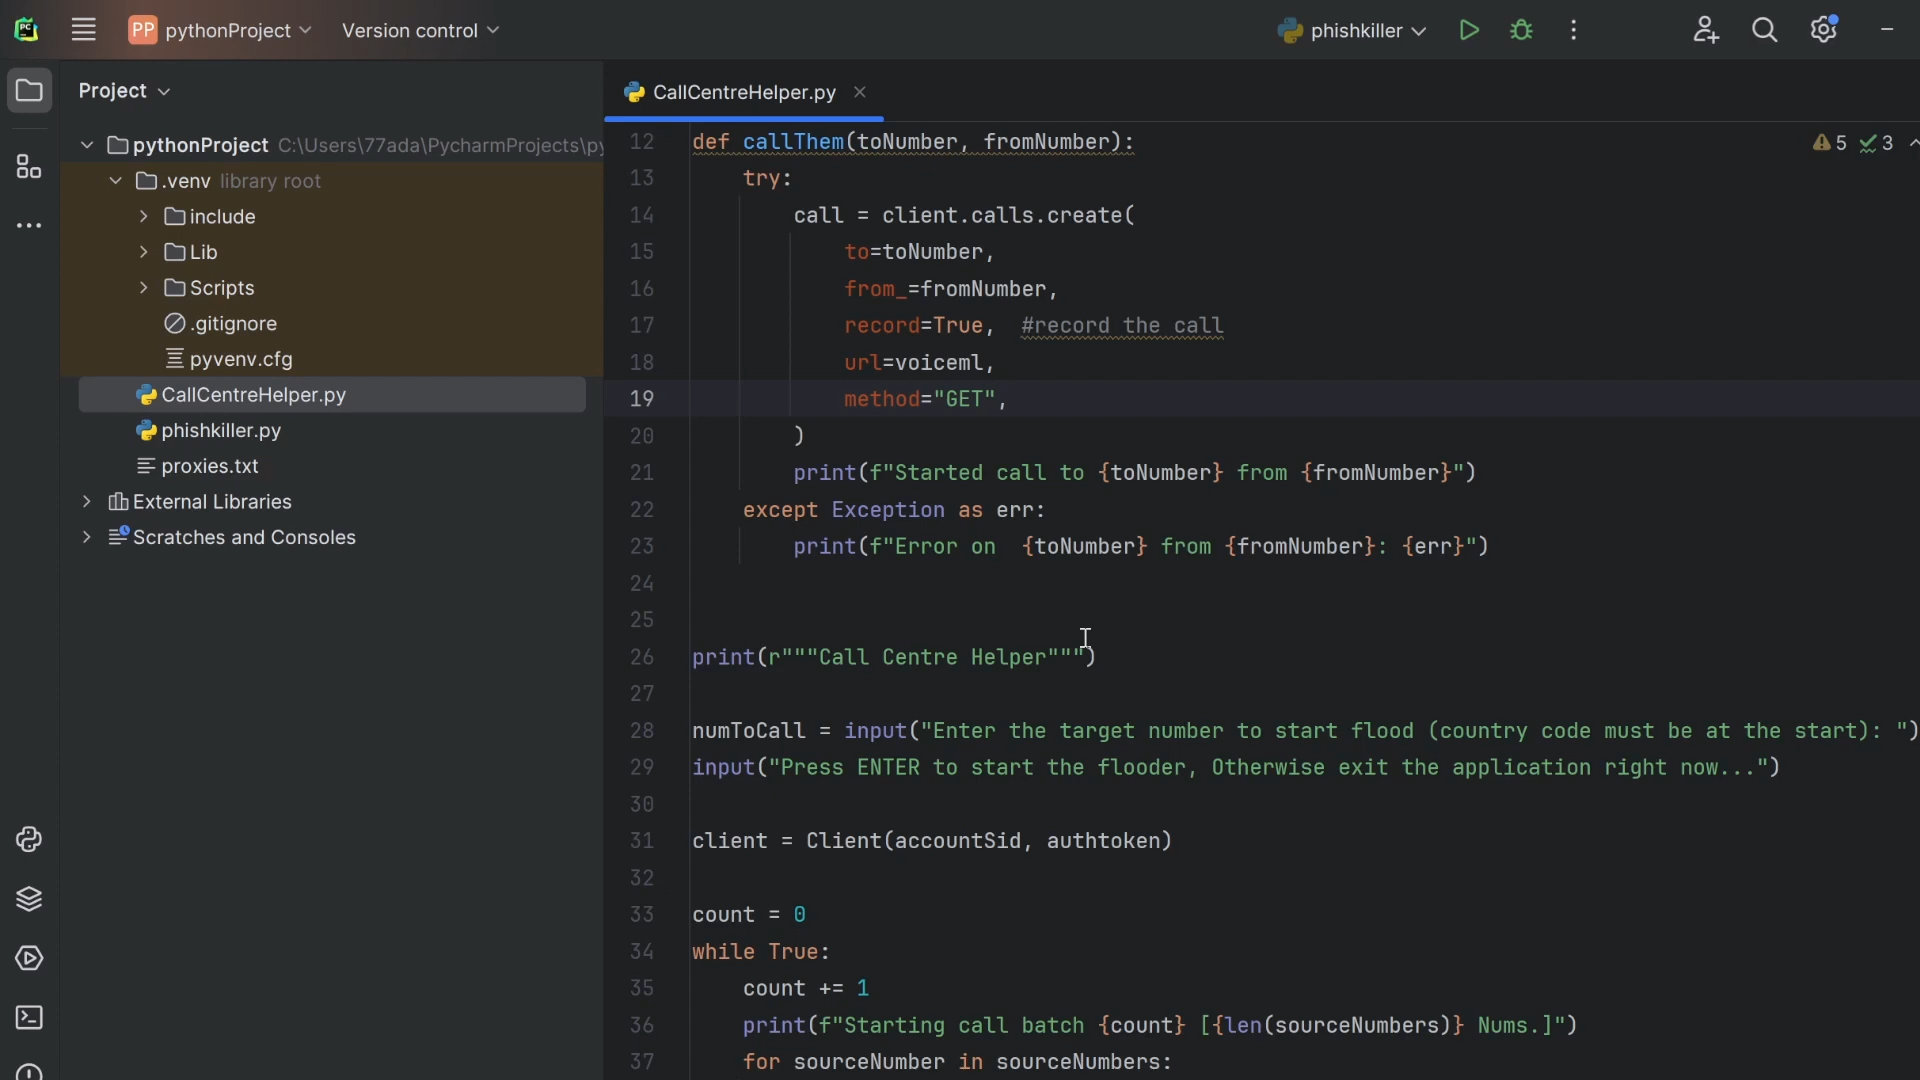 PC
PP pythonProject
Version control
phishkiller
Project
CallCentreHelper.py
pythonProject C:\Users\77ada\PycharmProjects\py
.venv library root
include
Lib
Scripts
.gitignore
pyvenv.cfg
CallCentreHelper.py
phishkiller.py
proxies.txt
External Libraries
Scratches and Consoles
5 3
12 def callThem(toNumber, fromNumber):
13 try:
14 call = client.calls.create(
15 to=toNumber,
16 from_=fromNumber,
17 record=True, #record the call
18 url=voiceml,
19 method="GET",
20 )
21 print(f"Started call to {toNumber} from {fromNumber}")
22 except Exception as err:
23 print(f"Error on  {toNumber} from {fromNumber}: {err}")
24
25
26 print(r"""Call Centre Helper""")
27
28 numToCall = input("Enter the target number to start flood (country code must be at the start): ")
29 input("Press ENTER to start the flooder, Otherwise exit the application right now...")
30
31 client = Client(accountSid, authtoken)
32
33 count = 0
34 while True:
35 count += 1
36 print(f"Starting call batch {count} [{len(sourceNumbers)} Nums.]")
37 for sourceNumber in sourceNumbers: